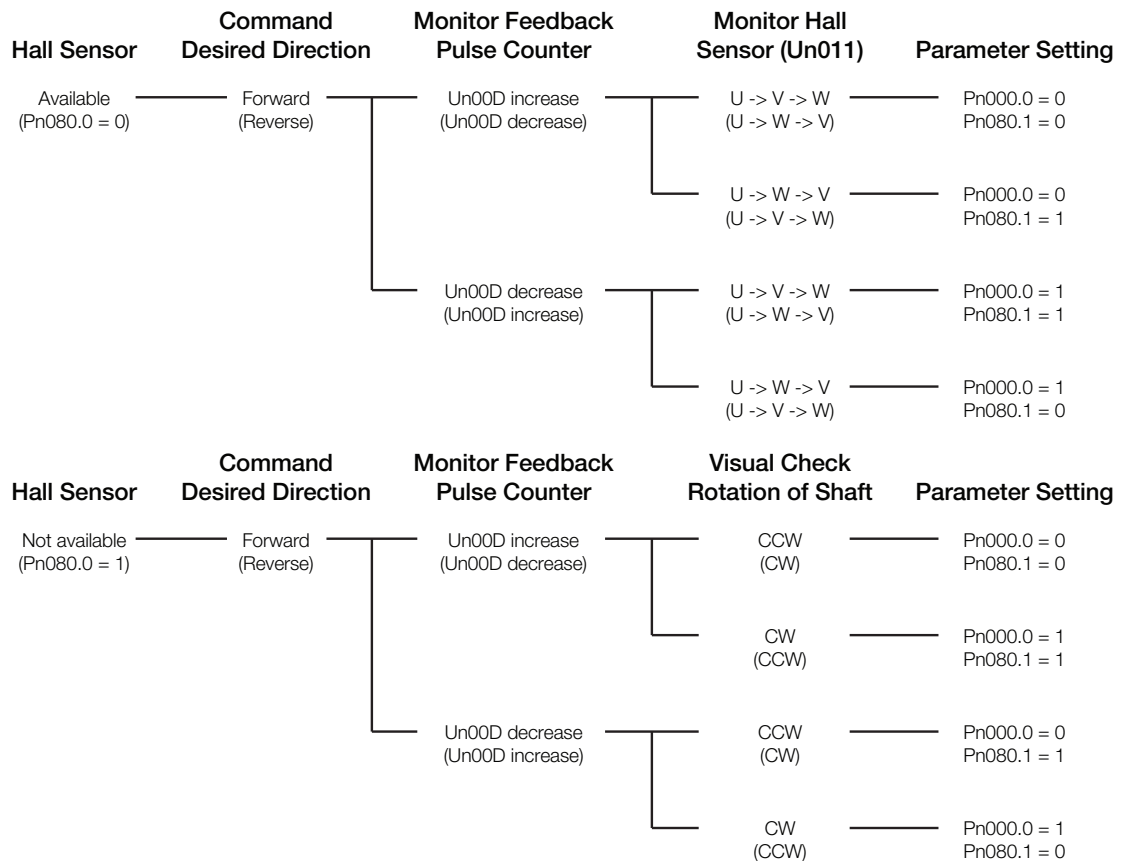 Hall Sensor
Command
Desired Direction
Monitor Feedback
Pulse Counter
Monitor Hall
Sensor (Un011)
Parameter Setting
Available
(Pn080.0 = 0)
Forward
(Reverse)
Un00D increase
(Un00D decrease)
U -> V -> W
(U -> W -> V)
Pn000.0 = 0
Pn080.1 = 0
U -> W -> V
(U -> V -> W)
Pn000.0 = 0
Pn080.1 = 1
Un00D decrease
(Un00D increase)
U -> V -> W
(U -> W -> V)
Pn000.0 = 1
Pn080.1 = 1
U -> W -> V
(U -> V -> W)
Pn000.0 = 1
Pn080.1 = 0
Hall Sensor
Command
Desired Direction
Monitor Feedback
Pulse Counter
Visual Check
Rotation of Shaft
Parameter Setting
Not available
(Pn080.0 = 1)
Forward
(Reverse)
Un00D increase
(Un00D decrease)
CCW
(CW)
Pn000.0 = 0
Pn080.1 = 0
CW
(CCW)
Pn000.0 = 1
Pn080.1 = 1
Un00D decrease
(Un00D increase)
CCW
(CW)
Pn000.0 = 0
Pn080.1 = 1
CW
(CCW)
Pn000.0 = 1
Pn080.1 = 0